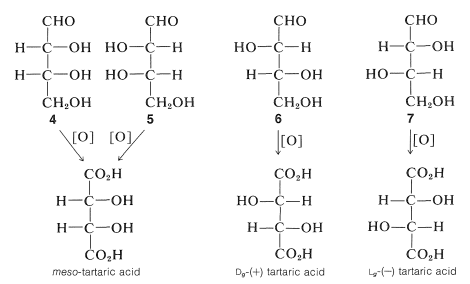 CHO CHO CHO CHO
H—C—OH HO—C—H HO—C—H H—C—OH
H—C—OH HO—C—H H—C—OH HO—C—H
CH₂OH CH₂OH CH₂OH CH₂OH
4 5 6 7
[O] [O] [O] [O]
CO₂H CO₂H CO₂H
H—C—OH HO—C—H H—C—OH
H—C—OH H—C—OH HO—C—H
CO₂H CO₂H CO₂H
meso-tartaric acid D₉-(+) tartaric acid L₉-(−) tartaric acid